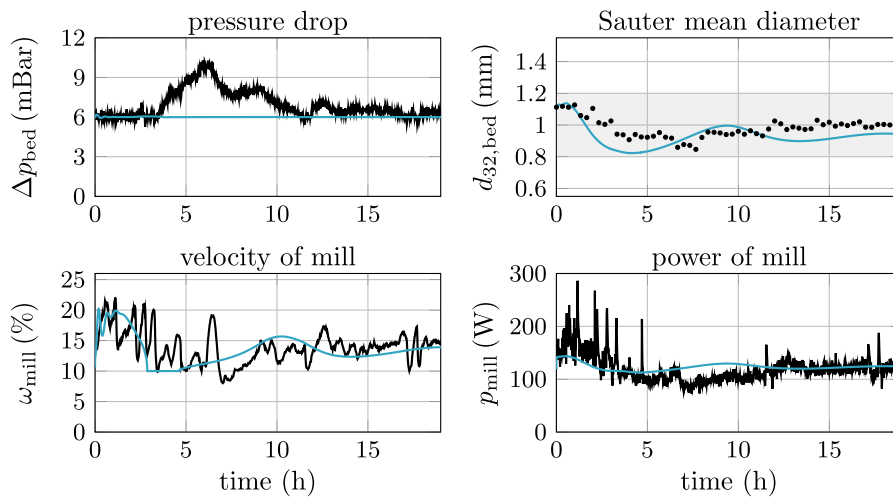 pressure drop
Δp_bed (mBar)
12
9
6
3
0
0 5 10 15
Sauter mean diameter
d_32,bed (mm)
1.4
1.2
1
0.8
0.6
0 5 10 15
velocity of mill
ω_mill (%)
25
20
15
10
5
0
0 5 10 15
time (h)
power of mill
p_mill (W)
300
200
100
0
0 5 10 15
time (h)